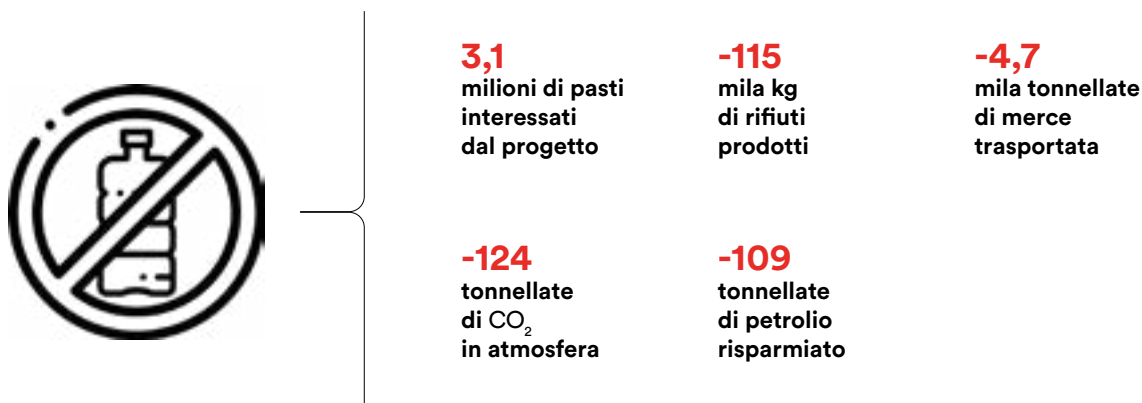 3,1
milioni di pasti
interessati
dal progetto
-115
mila kg
di rifiuti
prodotti
-4,7
mila tonnellate
di merce
trasportata
-124
tonnellate
di CO₂
in atmosfera
-109
tonnellate
di petrolio
risparmiato